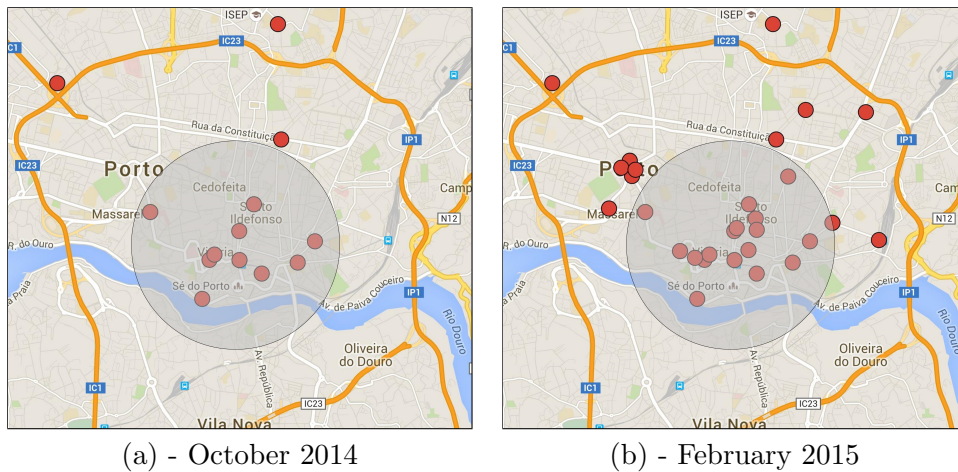 ISEP
IC1
IC23
Rua da Constituição
IP1
IC23
Porto
Cedofeita
Camp
Massarel
Santo
Ildefonso
N12
Vitória
R. do Ouro
Sé do Porto
Av. de Paiva Couceiro
a Praia
IP1
Rio Douro
Av. República
Oliveira
do Douro
IC1
IC23
Vila Nova
(a) - October 2014
ISEP
IC1
IC23
Rua da Constituição
IP1
IC23
Porto
Cedofeita
Camp
Massarel
Santo
Ildefonso
N12
Vitória
R. do Ouro
Sé do Porto
Av. de Paiva Couceiro
a Praia
IP1
Rio Douro
Av. República
Oliveira
do Douro
IC1
IC23
Vila Nova
(b) - February 2015